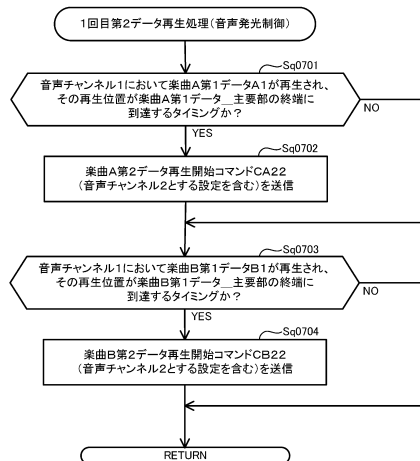 1回目第2データ再生処理(音声発光制御)
Sq0701
音声チャンネル1において楽曲A第1データA1が再生され、
その再生位置が楽曲A第1データ__主要部の終端に
到達するタイミングか?
NO
YES
Sq0702
楽曲A第2データ再生開始コマンドCA22
(音声チャンネル2とする設定を含む)を送信
Sq0703
音声チャンネル1において楽曲B第1データB1が再生され、
その再生位置が楽曲B第1データ__主要部の終端に
到達するタイミングか?
NO
YES
Sq0704
楽曲B第2データ再生開始コマンドCB22
(音声チャンネル2とする設定を含む)を送信
RETURN